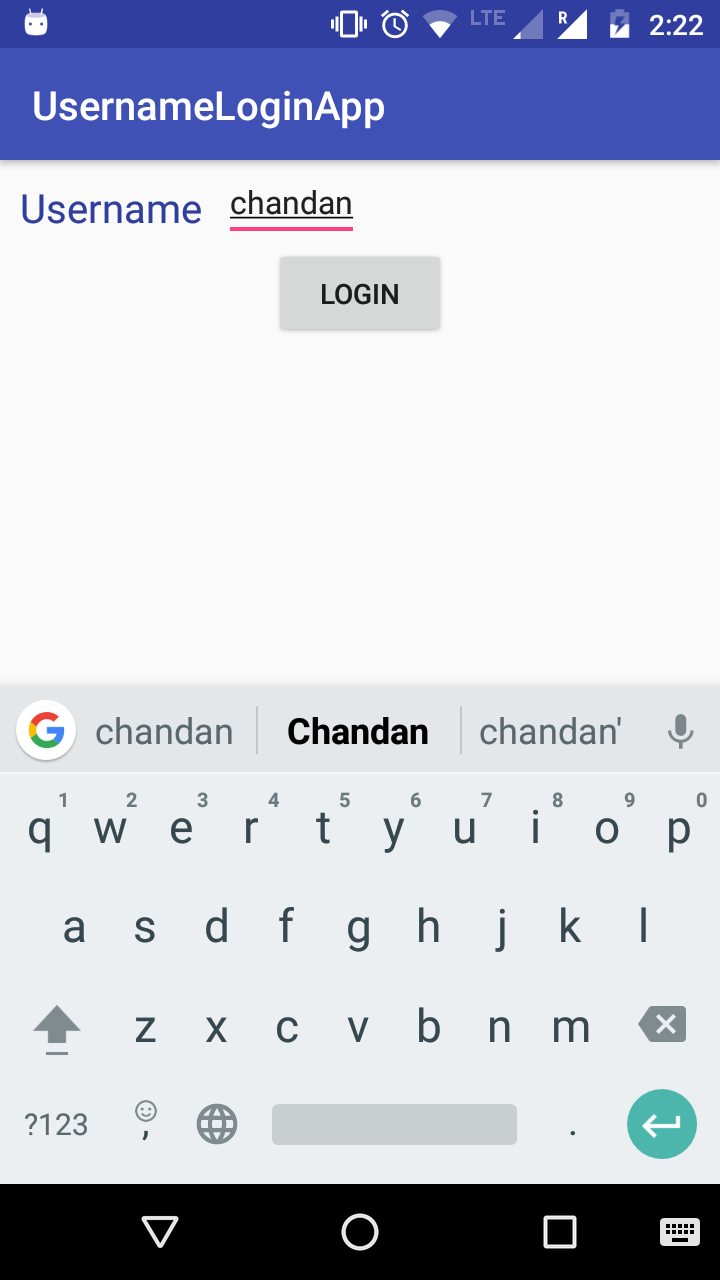 LTE R 2:22
UsernameLoginApp
Username chandan
LOGIN
chandan Chandan chandan'
1 2 3 4 5 6 7 8 9 0
q w e r t y u i o p
a s d f g h j k l
z x c v b n m
?123 , .